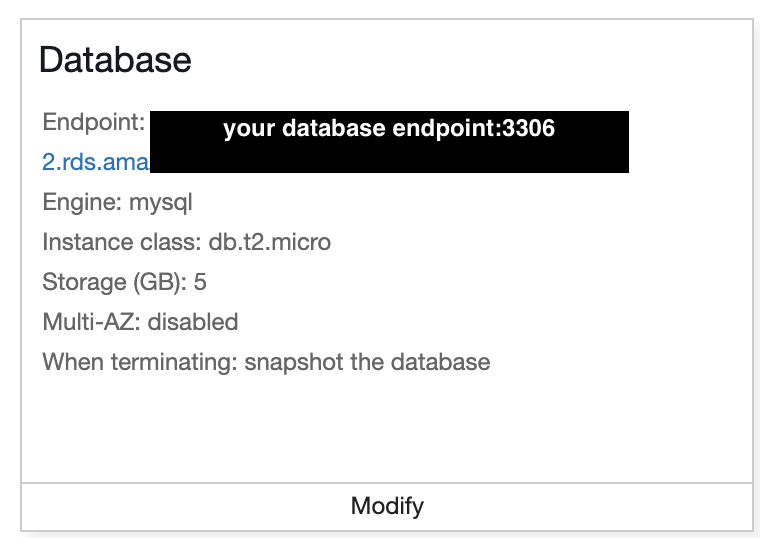 Database
Endpoint: your database endpoint:3306
2.rds.ama
Engine: mysql
Instance class: db.t2.micro
Storage (GB): 5
Multi-AZ: disabled
When terminating: snapshot the database
Modify